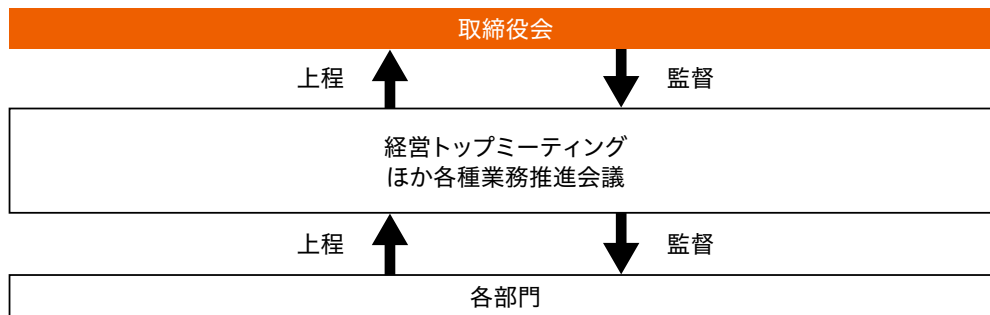 取締役会
上程
監督
経営トップミーティング
ほか各種業務推進会議
上程
監督
各部門